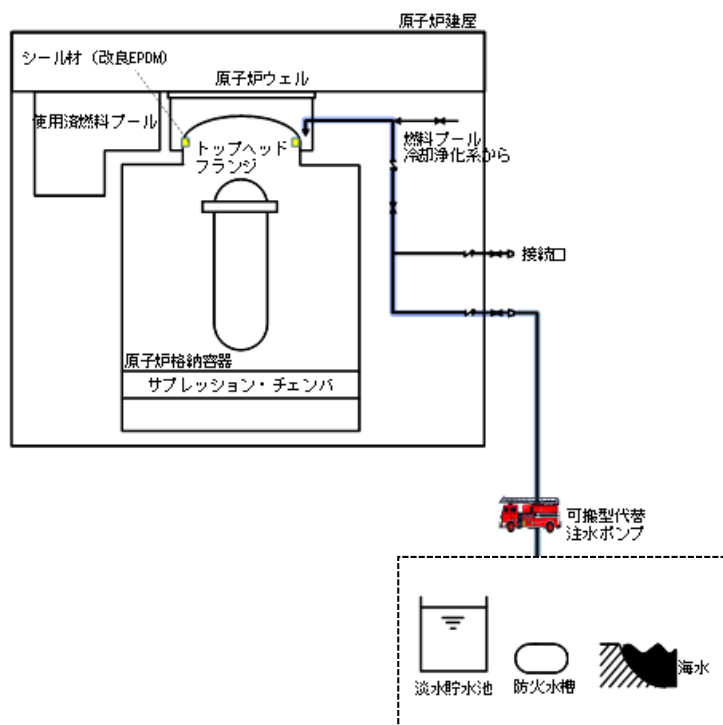 原子炉建屋
シール材（改良EPDM）
原子炉ウェル
使用済燃料プール
トップヘッド
フランジ
燃料プール
冷却浄化系から
接続口
原子炉格納容器
サプレッション・チェンバ
可搬型代替
注水ポンプ
淡水貯水池
防火水槽
海水